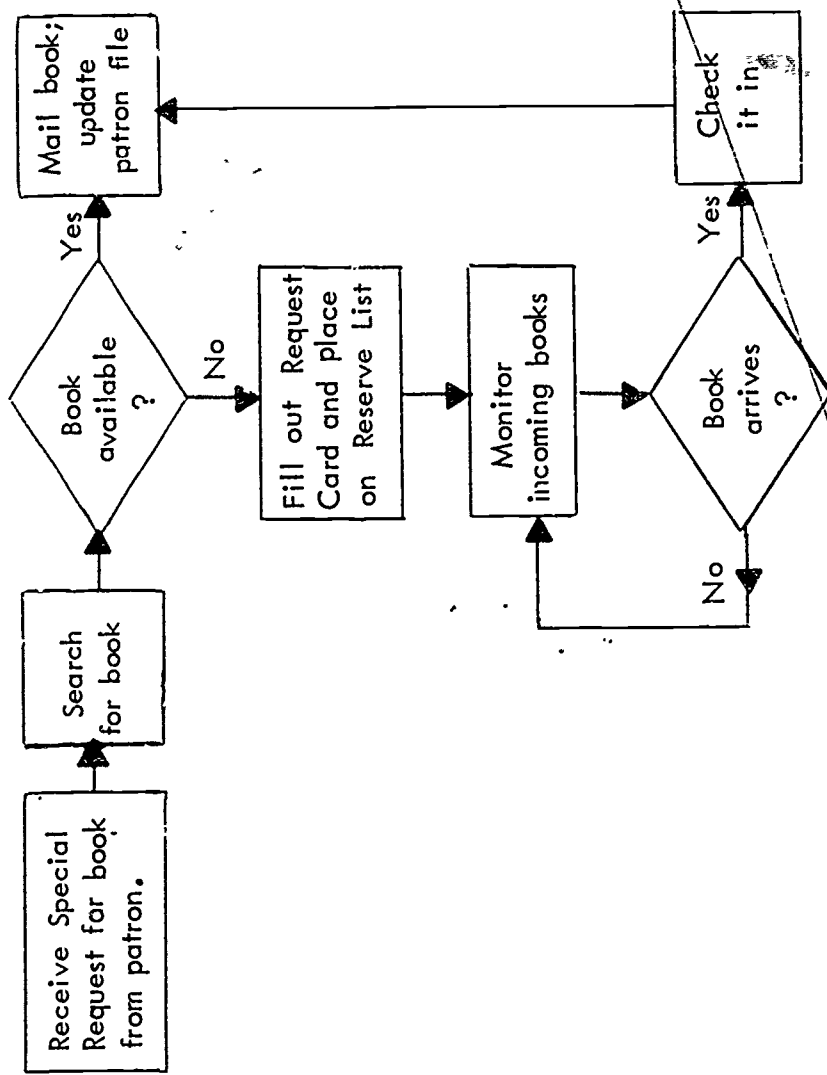 Receive Special
Request for book
from patron.
Search
for book
Book
available
?
Yes
Mail book;
update
patron file
No
Fill out Request
Card and place
on Reserve List
Monitor
incoming books
Book
arrives
?
No
Yes
Check
it in